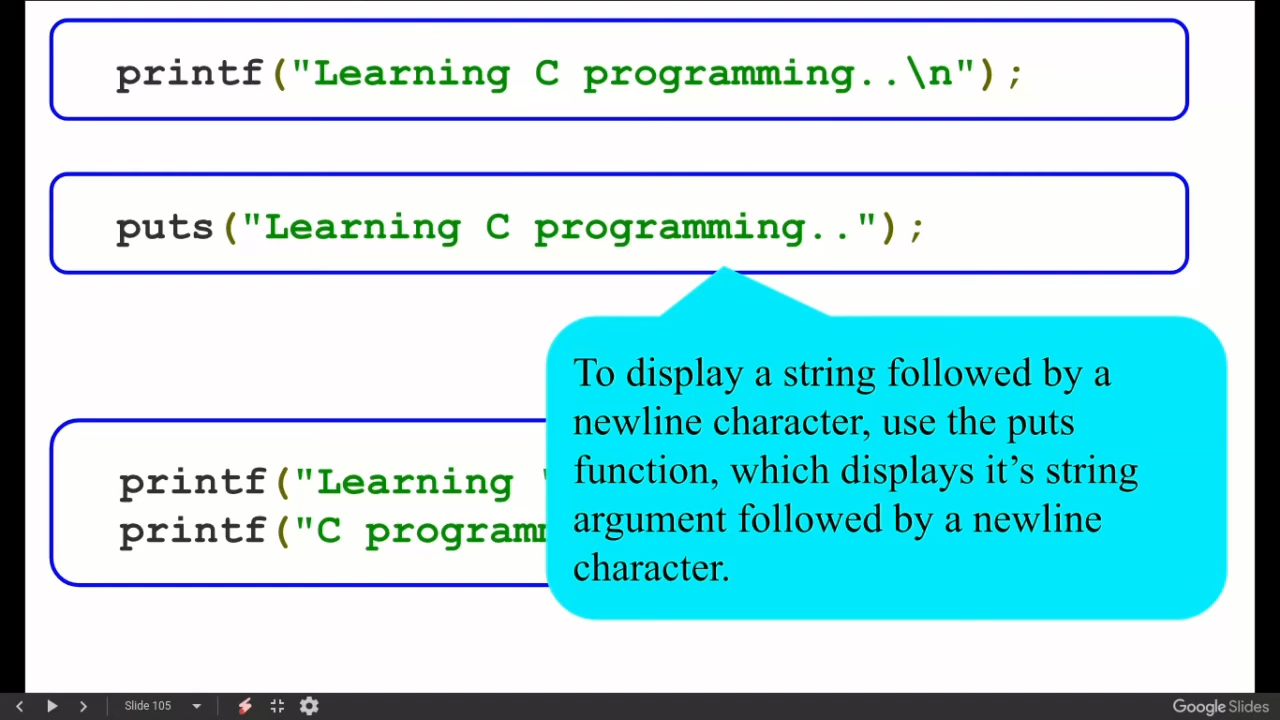 printf("Learning C programming..\n");
puts("Learning C programming..");
To display a string followed by a
newline character, use the puts
function, which displays it’s string
argument followed by a newline
character.
printf("Learning "
printf("C program
Slide 105
Google Slides